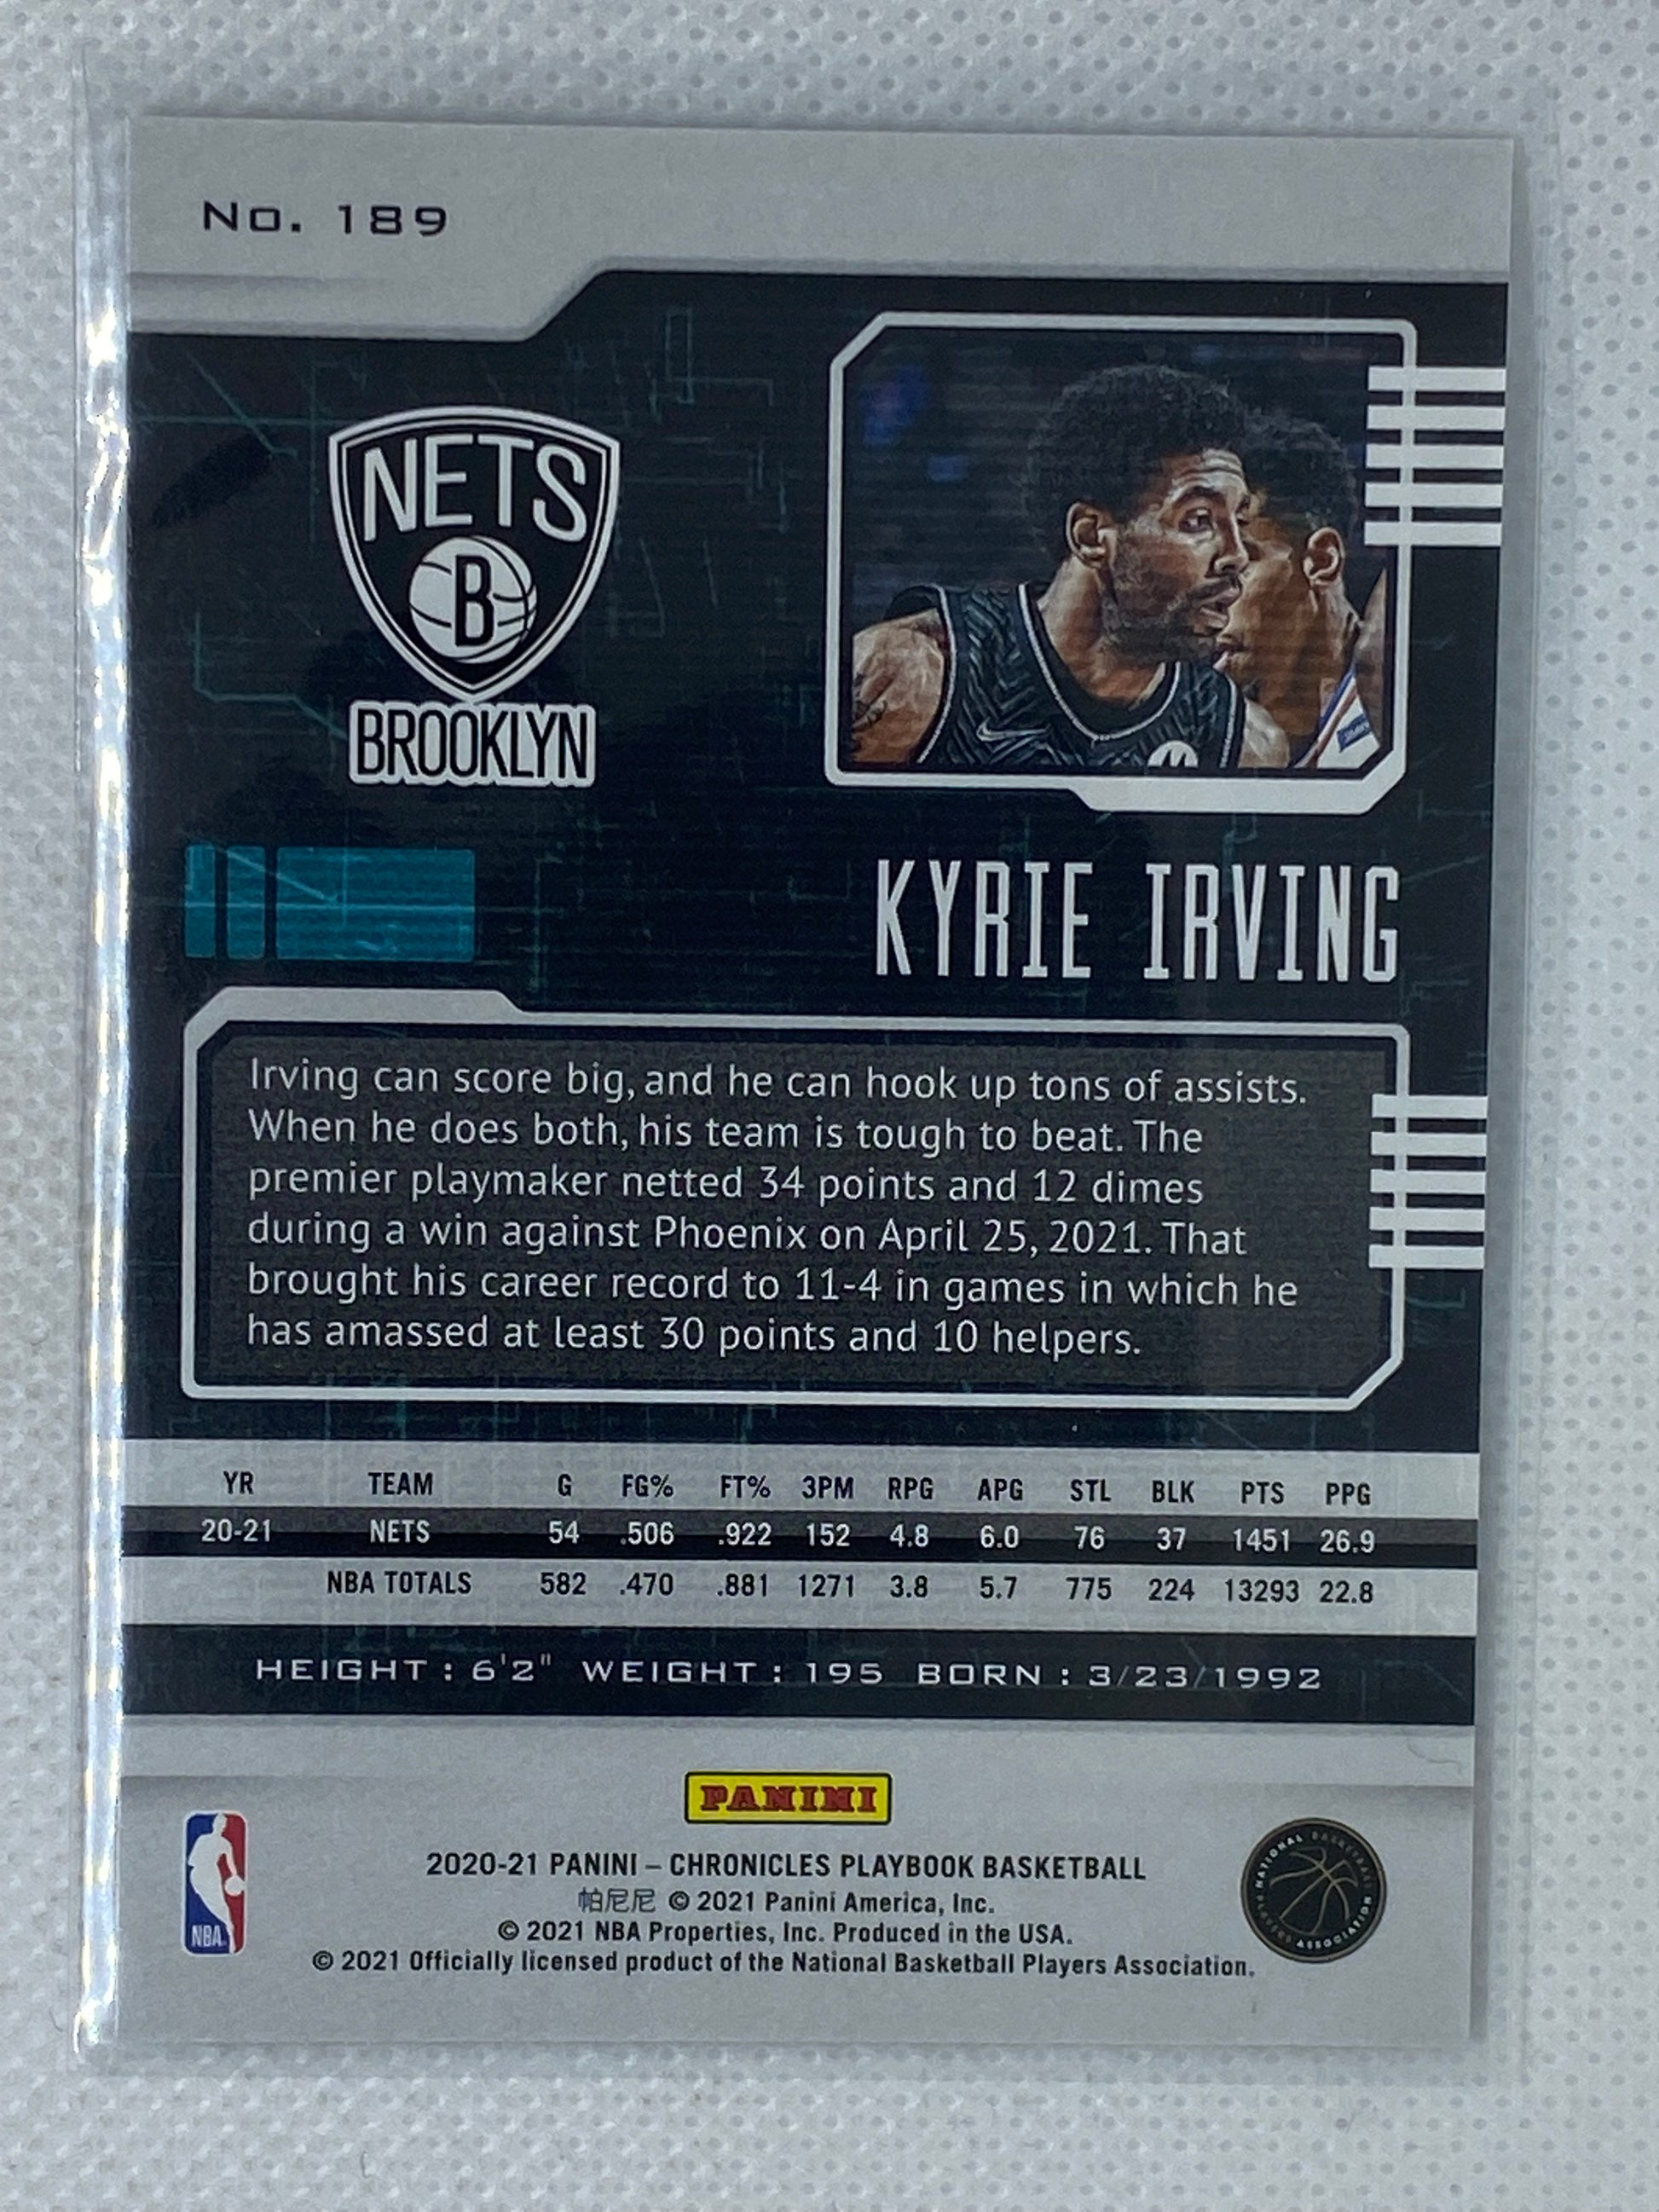 No. 189
NETS
B
BROOKLYN
KYRIE IRVING
Irving can score big, and he can hook up tons of assists.
When he does both, his team is tough to beat. The
premier playmaker netted 34 points and 12 dimes
during a win against Phoenix on April 25, 2021. That
brought his career record to 11-4 in games in which he
has amassed at least 30 points and 10 helpers.
YR TEAM G FG% FT% 3PM RPG APG STL BLK PTS PPG
20-21 NETS 54 .506 .922 152 4.8 6.0 76 37 1451 26.9
NBA TOTALS 582 .470 .881 1271 3.8 5.7 775 224 13293 22.8
HEIGHT : 6'2" WEIGHT : 195 BORN : 3/23/1992
PANINI
2020-21 PANINI – CHRONICLES PLAYBOOK BASKETBALL
帕尼尼 © 2021 Panini America, Inc.
© 2021 NBA Properties, Inc. Produced in the USA.
© 2021 Officially licensed product of the National Basketball Players Association.
NBA
NATIONAL BASKETBALL PLAYERS ASSOCIATION